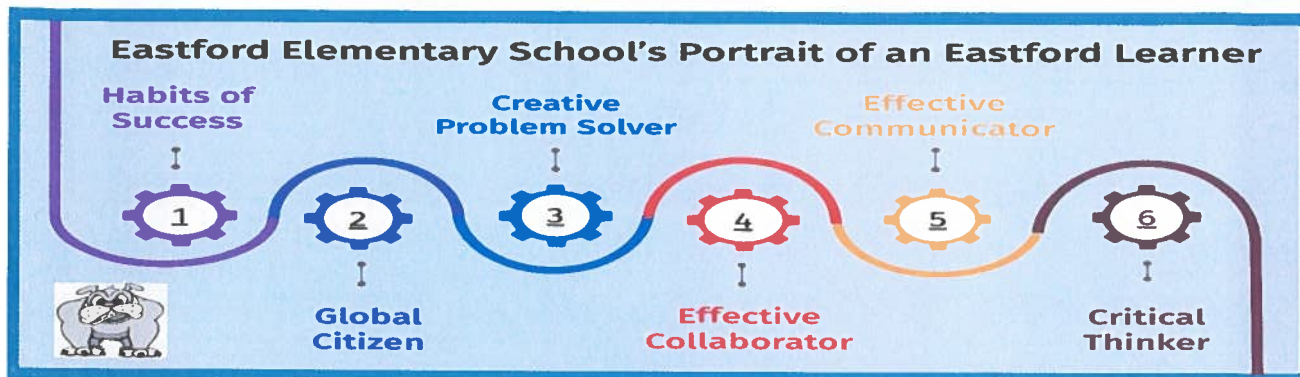 Eastford Elementary School's Portrait of an Eastford Learner
Habits of
Success
1
2
Global
Citizen
Creative
Problem Solver
3
4
Effective
Collaborator
Effective
Communicator
5
6
Critical
Thinker